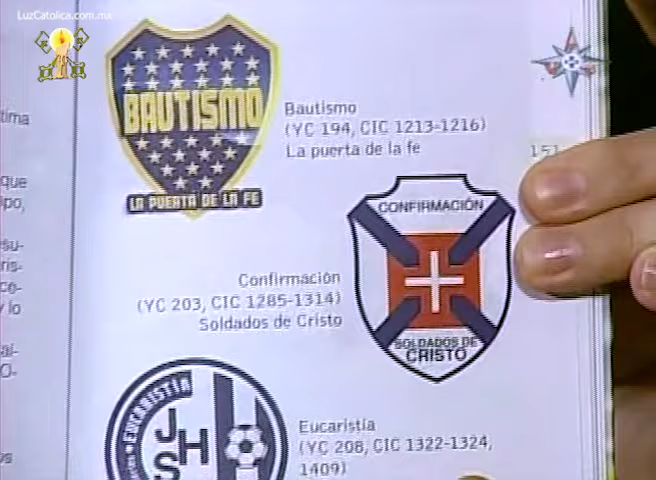 LuzCatolica.com.mx
BAUTISMO
LA PUERTA DE LA FE
Bautismo
(YC 194, CIC 1213-1216)
La puerta de la fe
151
CONFIRMACIÓN
SOLDADOS DE
CRISTO
Confirmación
(YC 203, CIC 1285-1314)
Soldados de Cristo
EUCARISTÍA
JHS
Eucaristía
(YC 208, CIC 1322-1324,
1409)
que